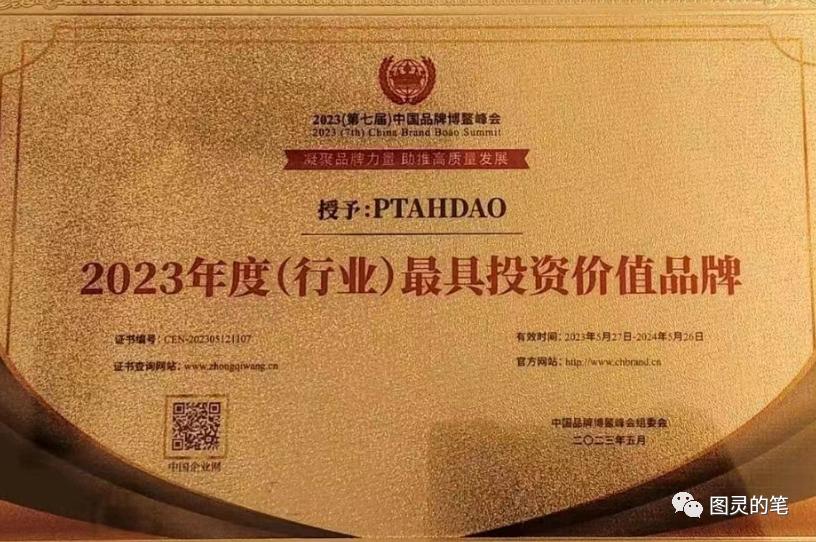 2023(第七届)中国品牌博鳌峰会
2023 (7th) China Brand Boao Summit
凝聚品牌力量 助推高质量发展
授予:PTAHDAO
2023年度(行业)最具投资价值品牌
证书编号: CEN-202305121107
有效时间: 2023年5月27日-2024年5月26日
证书查询网站: www.zhongqiwang.cn
官方网站: http://www.chbrand.cn
中国企业网
中国品牌博鳌峰会组委会
二〇二三年五月
图灵的笔